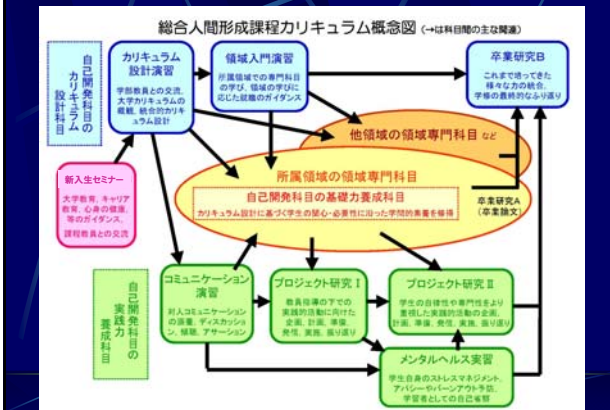 総合人間形成課程カリキュラム概念図 (→は科目間の主な関連)
自己開発科目の
カリキュラム
設計科目
カリキュラム
設計演習
学部教員との交流、
大学カリキュラムの
概観、統合的カリキ
ュラム設計
領域入門演習
所属領域での専門科目
の学び、領域の学びに
応じた就職のガイダンス
卒業研究B
これまで培ってきた
様々な力の統合、
学修の最終的なふり返り
他領域の領域専門科目 など
新入生セミナー
大学教育、キャリア
教育、心身の健康、
等のガイダンス、
課程教員との交流
所属領域の領域専門科目
自己開発科目の基礎力養成科目
カリキュラム設計に基づく学生の関心・必要性に沿った学問的素養を修得
卒業研究A
(卒業論文)
自己開発科目の
実践力
養成科目
コミュニケーション
演習
対人コミュニケーション
の涵養、ディスカッション、
傾聴、アサーション
プロジェクト研究Ⅰ
教員指導の下での
実践的活動に向けた
企画、計画、準備、
発信、実施、振り返り
プロジェクト研究Ⅱ
学生の自律性や専門性をより
重視した実践的活動の企画、
計画、準備、発信、実施、振り返り
メンタルヘルス実習
学生自身のストレスマネジメント、
アパシーやバーンアウト予防、
学習者としての自己省察